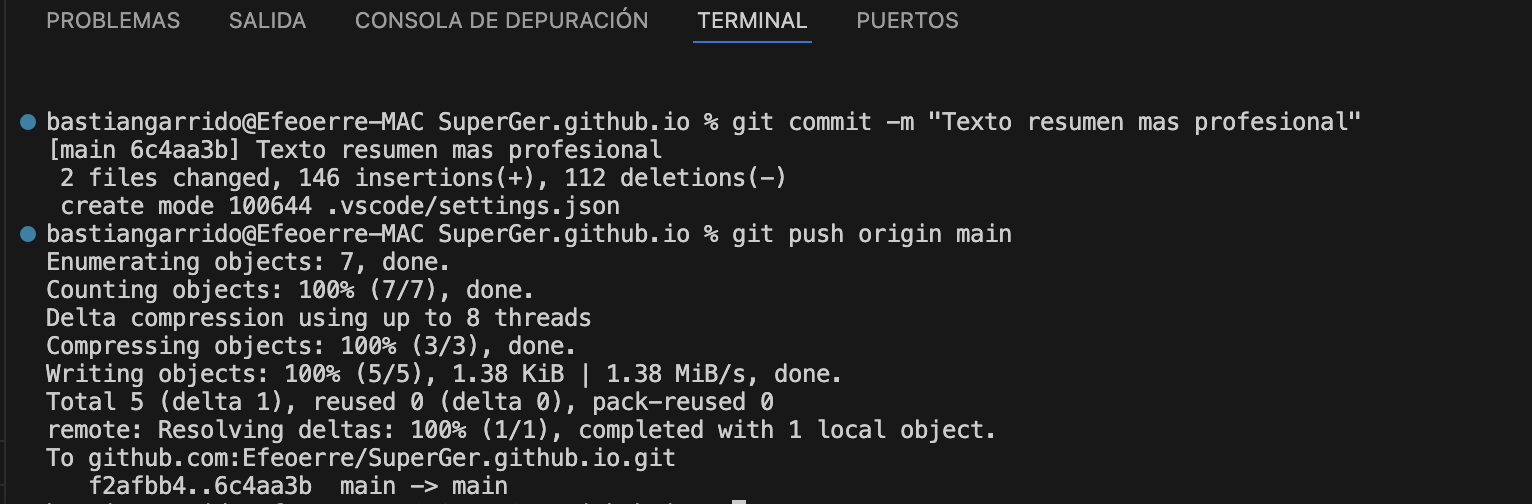 PROBLEMAS SALIDA CONSOLA DE DEPURACIÓN TERMINAL PUERTOS
bastiangarrido@Efeoerre-MAC SuperGer.github.io % git commit -m "Texto resumen mas profesional"
[main 6c4aa3b] Texto resumen mas profesional
2 files changed, 146 insertions(+), 112 deletions(-)
create mode 100644 .vscode/settings.json
bastiangarrido@Efeoerre-MAC SuperGer.github.io % git push origin main
Enumerating objects: 7, done.
Counting objects: 100% (7/7), done.
Delta compression using up to 8 threads
Compressing objects: 100% (3/3), done.
Writing objects: 100% (5/5), 1.38 KiB | 1.38 MiB/s, done.
Total 5 (delta 1), reused 0 (delta 0), pack-reused 0
remote: Resolving deltas: 100% (1/1), completed with 1 local object.
To github.com:Efeoerre/SuperGer.github.io.git
f2afbb4..6c4aa3b  main -> main